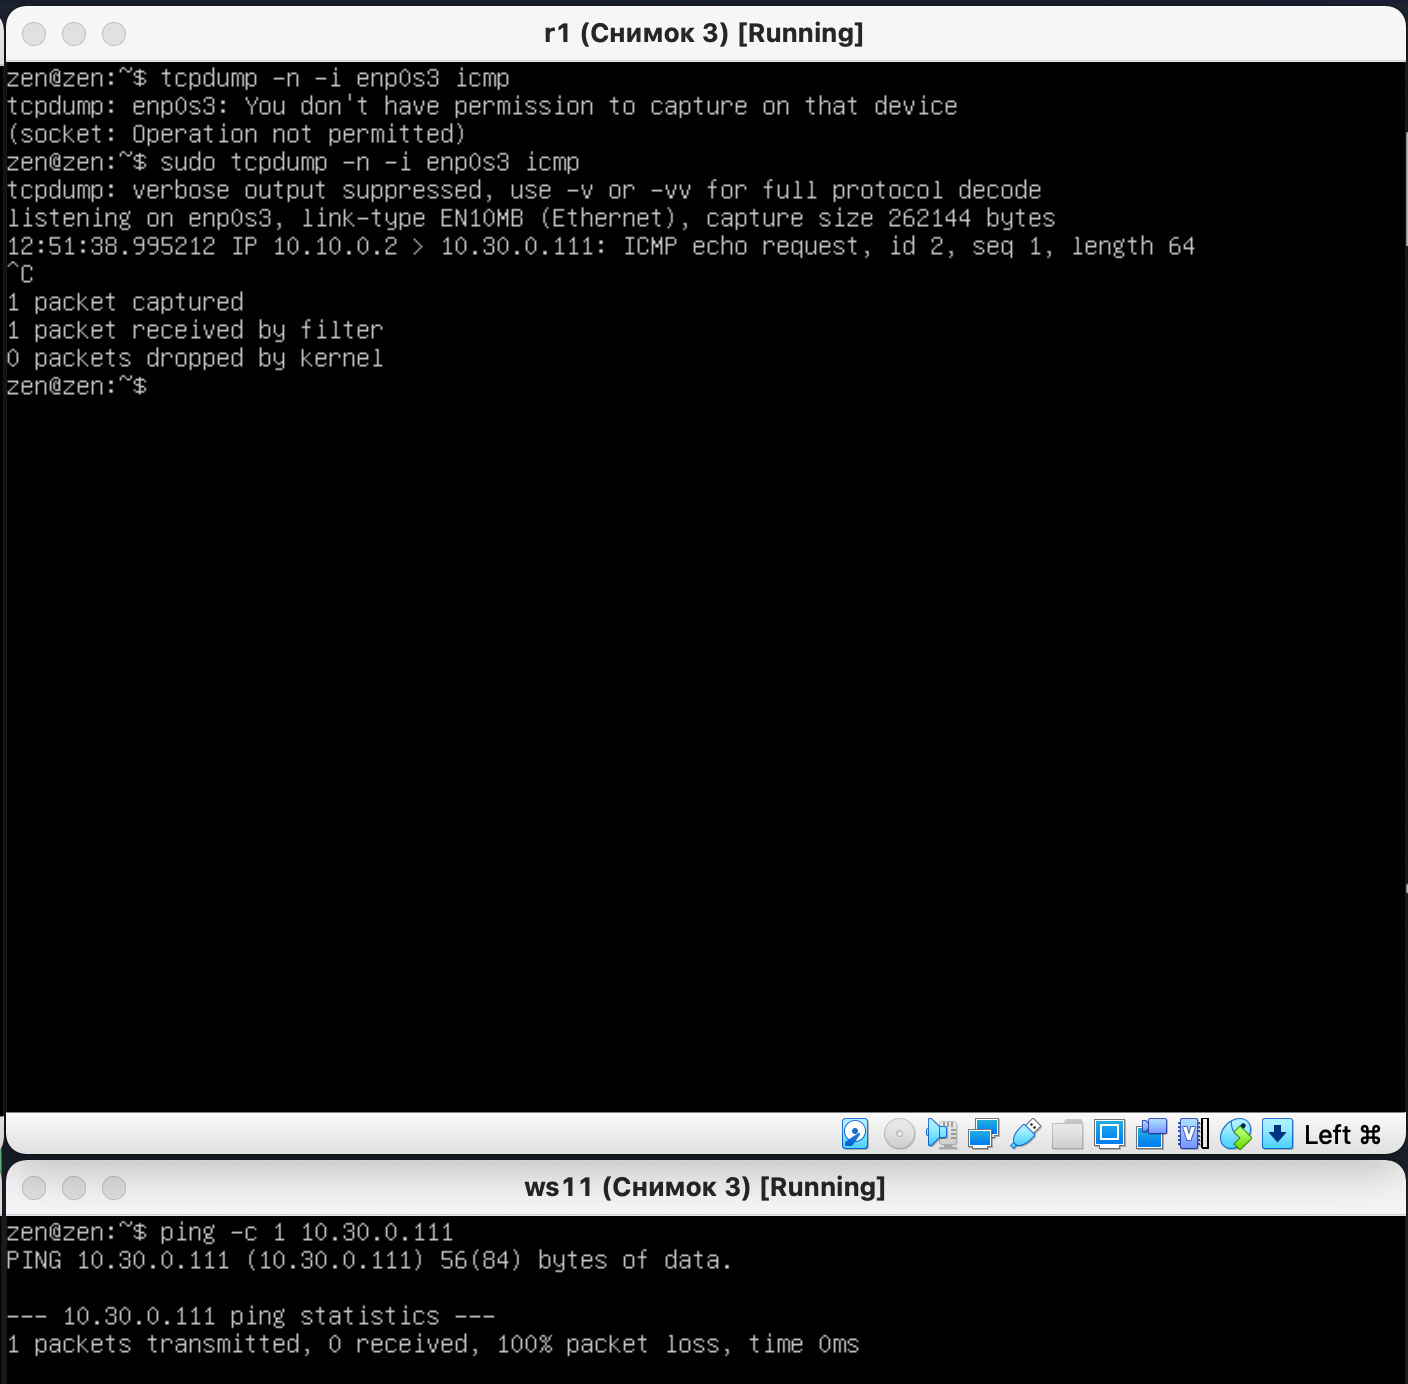 r1 (Снимок 3) [Running]
zen@zen:~$ tcpdump -n -i enp0s3 icmp
tcpdump: enp0s3: You don't have permission to capture on that device
(socket: Operation not permitted)
zen@zen:~$ sudo tcpdump -n -i enp0s3 icmp
tcpdump: verbose output suppressed, use -v or -vv for full protocol decode
listening on enp0s3, link-type EN10MB (Ethernet), capture size 262144 bytes
12:51:38.995212 IP 10.10.0.2 > 10.30.0.111: ICMP echo request, id 2, seq 1, length 64
^C
1 packet captured
1 packet received by filter
0 packets dropped by kernel
zen@zen:~$
Left ⌘
ws11 (Снимок 3) [Running]
zen@zen:~$ ping -c 1 10.30.0.111
PING 10.30.0.111 (10.30.0.111) 56(84) bytes of data.
--- 10.30.0.111 ping statistics ---
1 packets transmitted, 0 received, 100% packet loss, time 0ms